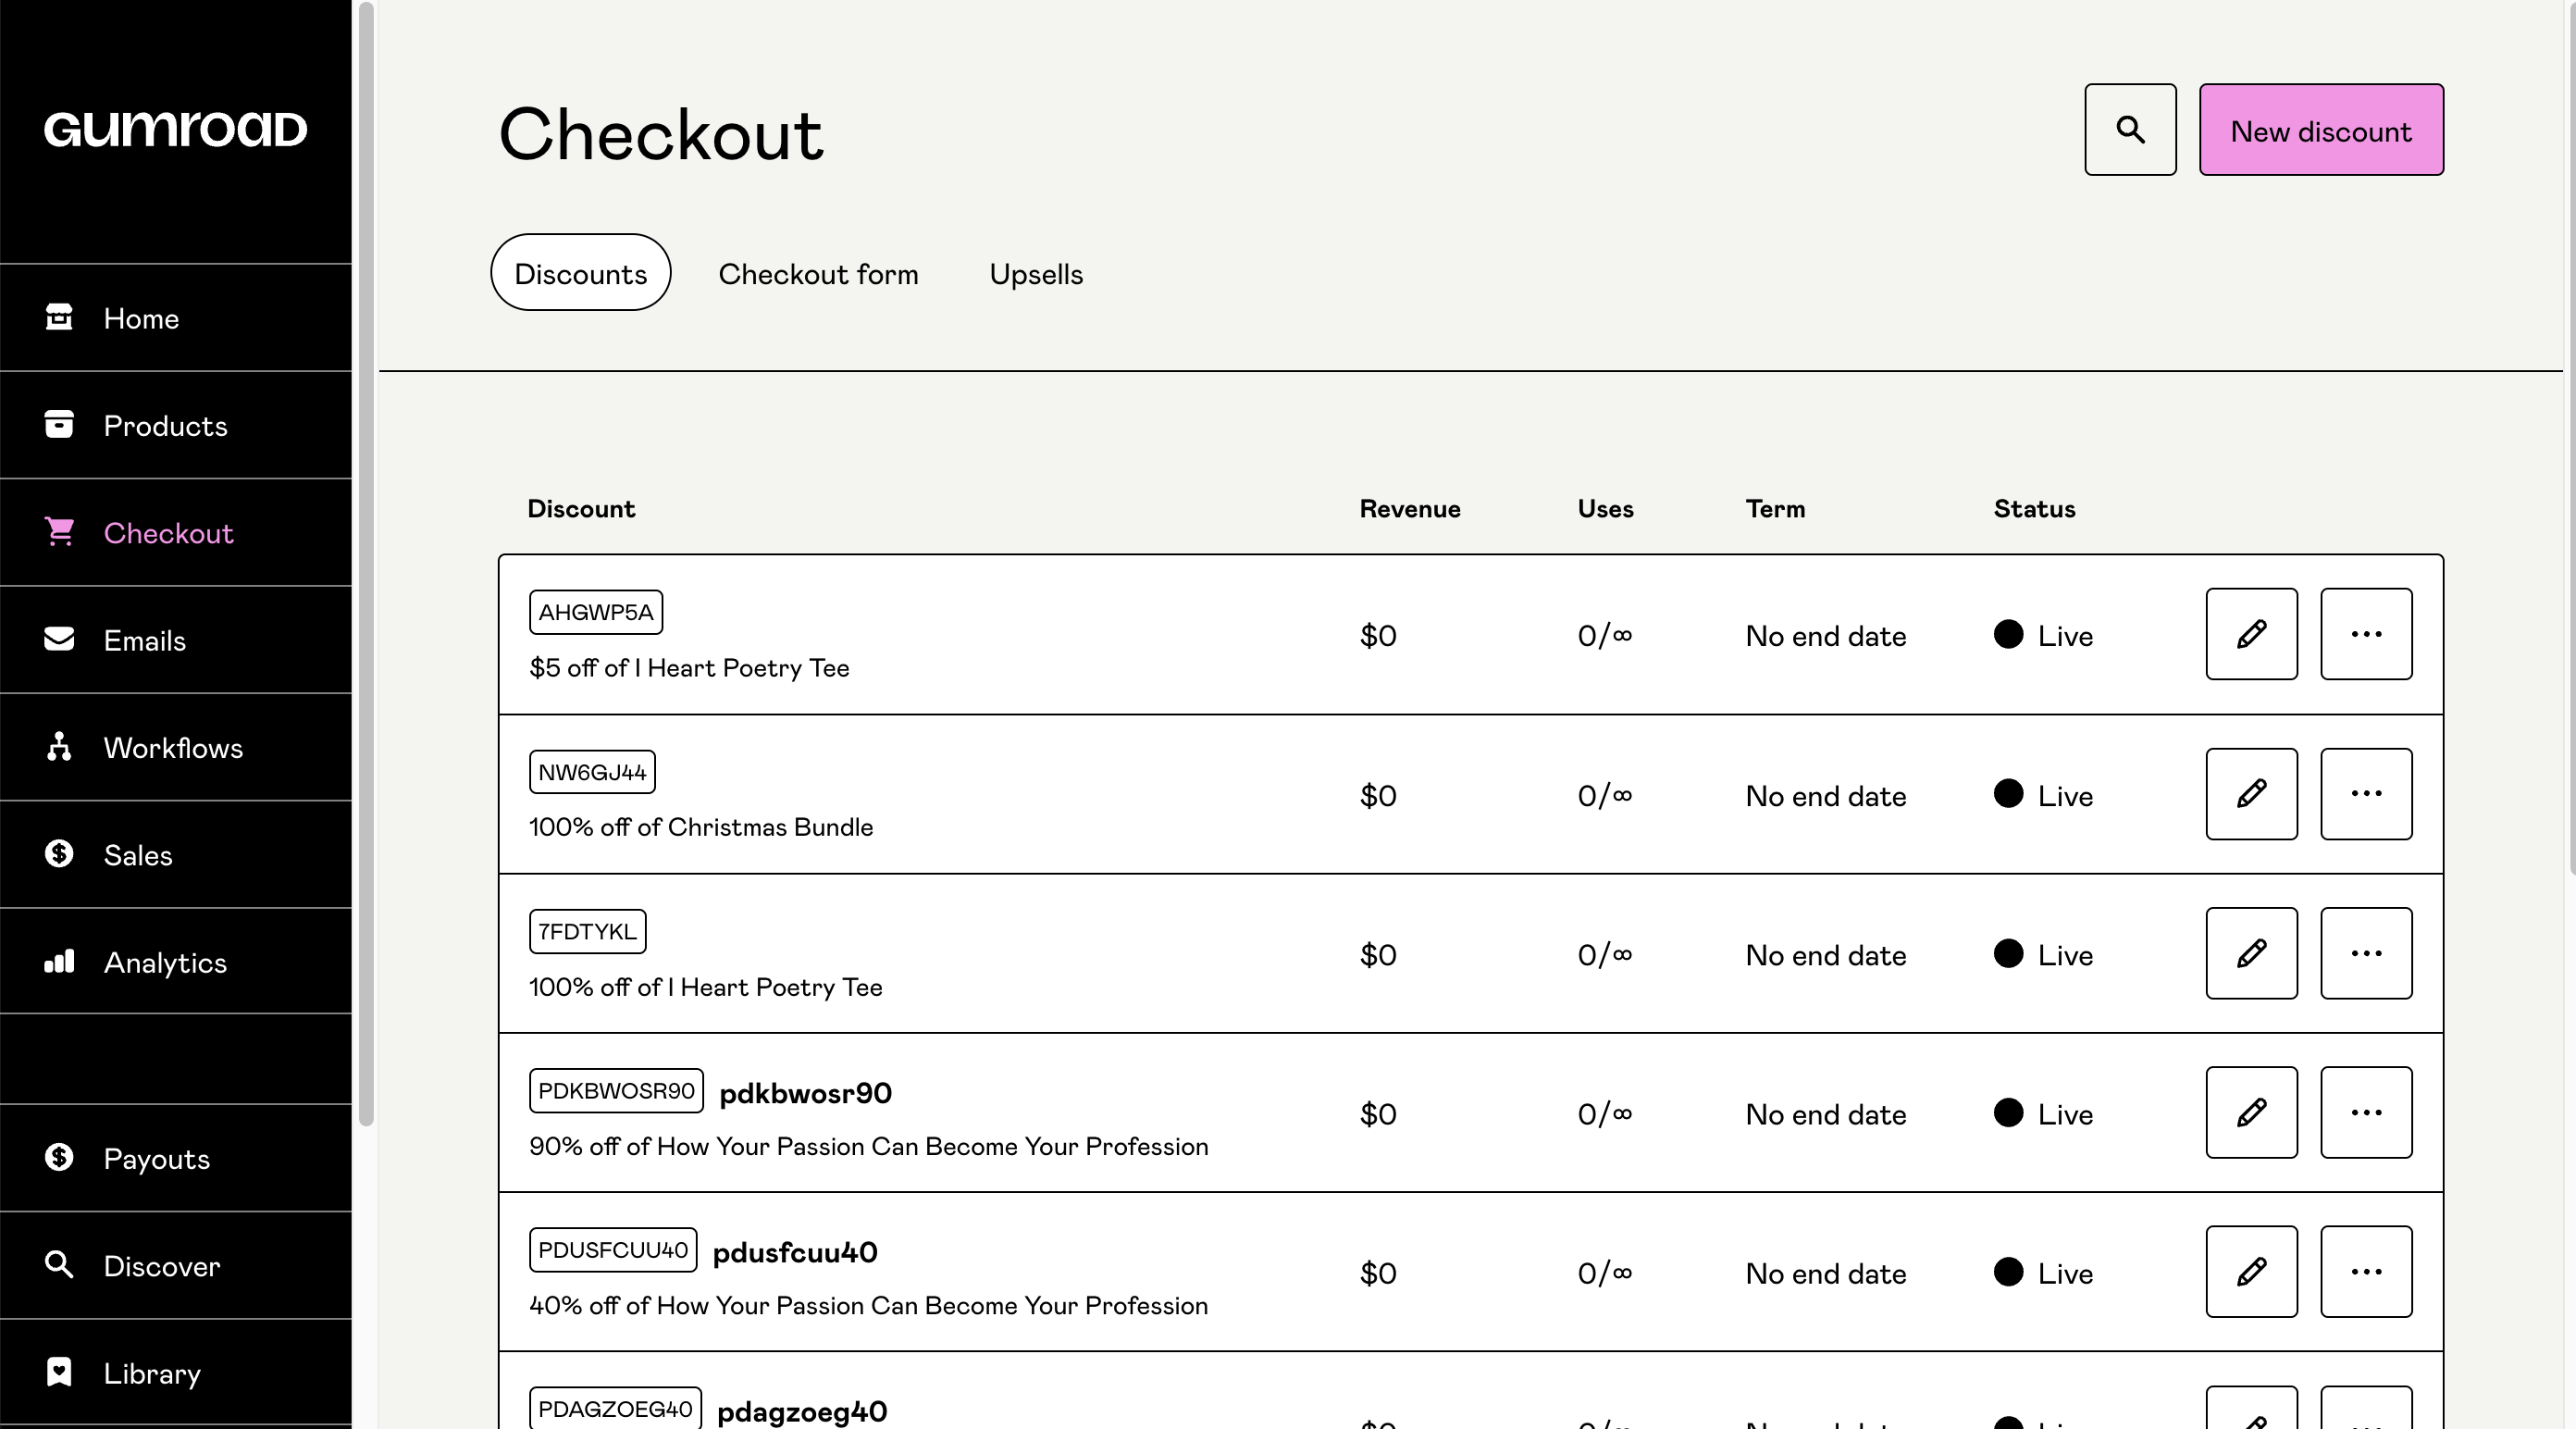 GUMROAD
Home
Products
Checkout
Emails
Workflows
Sales
Analytics
Payouts
Discover
Library
Checkout
New discount
Discounts Checkout form Upsells
Discount Revenue Uses Term Status
AHGWP5A
$5 off of I Heart Poetry Tee
$0 0/∞ No end date Live
NW6GJ44
100% off of Christmas Bundle
$0 0/∞ No end date Live
7FDTYKL
100% off of I Heart Poetry Tee
$0 0/∞ No end date Live
PDKBWOSR90 pdkbwosr90
90% off of How Your Passion Can Become Your Profession
$0 0/∞ No end date Live
PDUSFCUU40 pdusfcuu40
40% off of How Your Passion Can Become Your Profession
$0 0/∞ No end date Live
PDAGZOEG40 pdagzoeg40